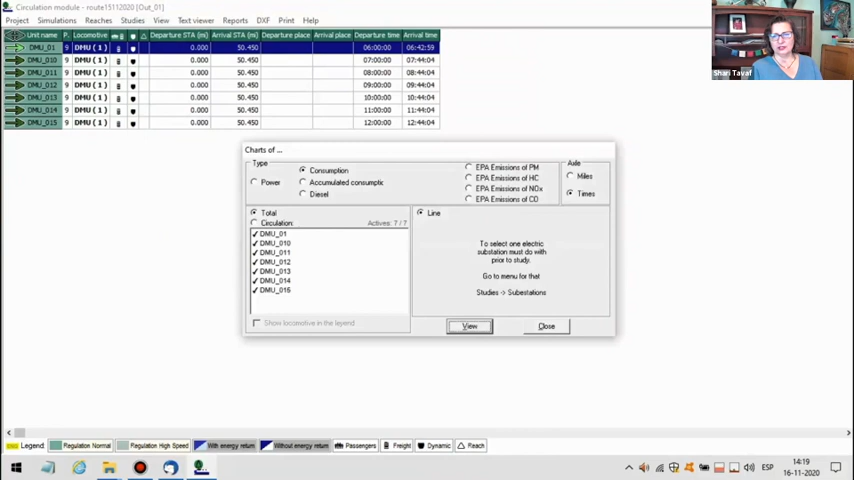 Circulation module - route15112020 [Out_01]
Project Simulations Reaches Studies View Text viewer Reports DXF Print Help
Unit name P. Locomotive Departure STA (mi) Arrival STA (mi) Departure place Arrival place Departure time Arrival time
DMU_01 9 DMU ( 1 ) 0.000 50.450 06:00:00 06:42:59
DMU_010 9 DMU ( 1 ) 0.000 50.450 07:00:00 07:44:04
DMU_011 9 DMU ( 1 ) 0.000 50.450 08:00:00 08:44:04
DMU_012 9 DMU ( 1 ) 0.000 50.450 09:00:00 09:44:04
DMU_013 9 DMU ( 1 ) 0.000 50.450 10:00:00 10:44:04
DMU_014 9 DMU ( 1 ) 0.000 50.450 11:00:00 11:44:04
DMU_015 9 DMU ( 1 ) 0.000 50.450 12:00:00 12:44:04
Shari Tavaf
Charts of ...
Type
Power
Consumption
Accumulated consumptic
Diesel
EPA Emissions of PM
EPA Emissions of HC
EPA Emissions of NOx
EPA Emissions of CO
Axle
Miles
Times
Total
Circulation: Actives: 7 / 7
DMU_01
DMU_010
DMU_011
DMU_012
DMU_013
DMU_014
DMU_015
Show locomotive in the legend
Line
To select one electric
substation must do with
prior to study.
Go to menu for that
Studies -> Subestations
View
Close
Legend: Regulation Normal Regulation High Speed With energy return Without energy return Passengers Freight Dynamic Reach
ESP
14:19
16-11-2020